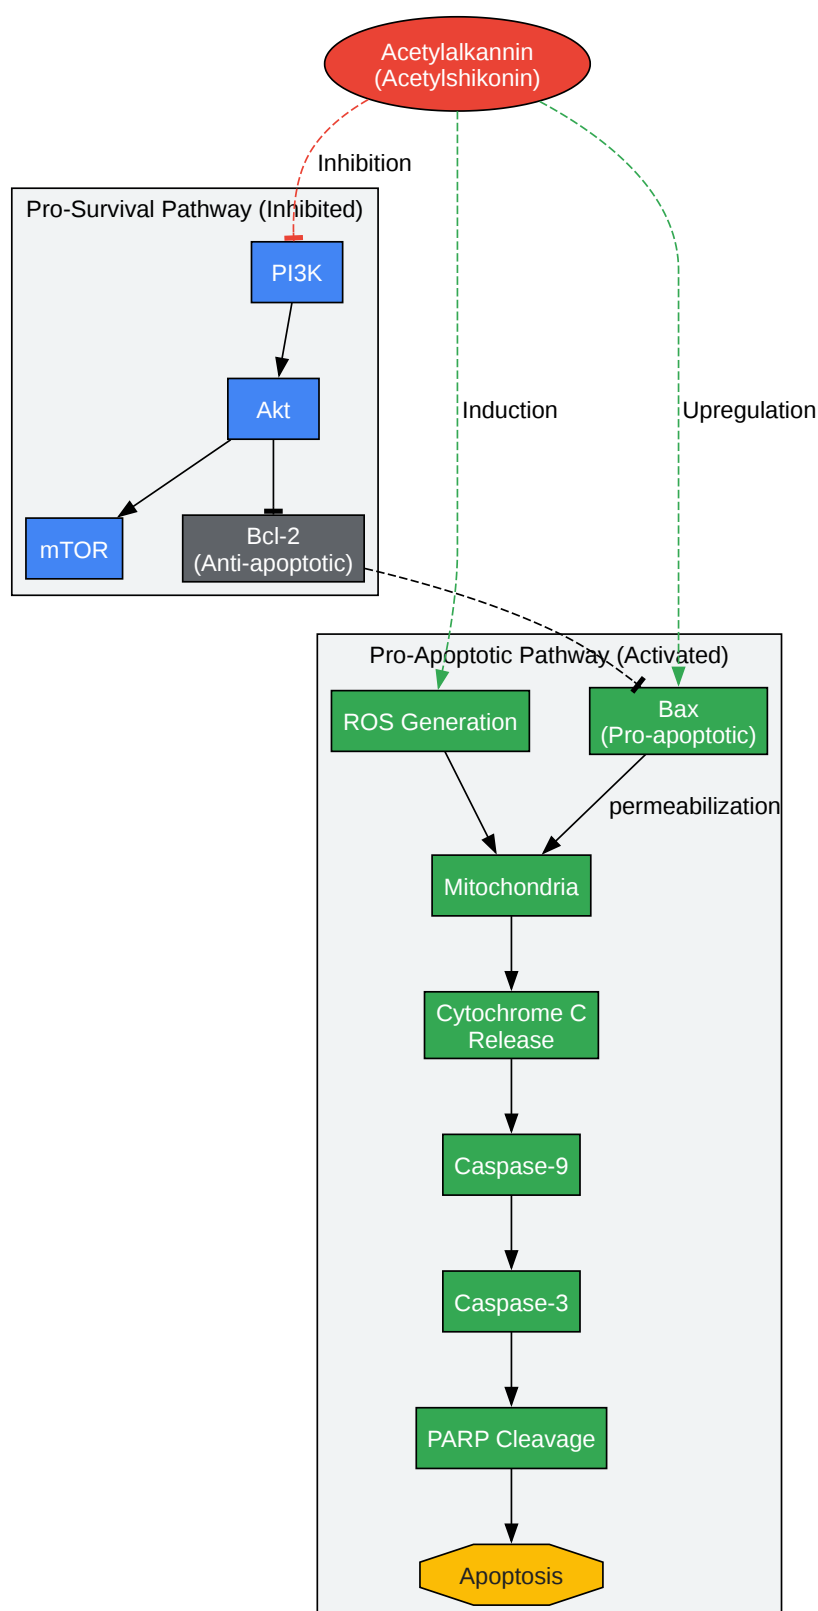 Acetylalkannin
(Acetylshikonin)
Inhibition
Pro-Survival Pathway (Inhibited)
PI3K
Akt
Induction
Upregulation
mTOR
Bcl-2
(Anti-apoptotic)
Pro-Apoptotic Pathway (Activated)
ROS Generation
Bax
(Pro-apoptotic)
permeabilization
Mitochondria
Cytochrome C
Release
Caspase-9
Caspase-3
PARP Cleavage
Apoptosis